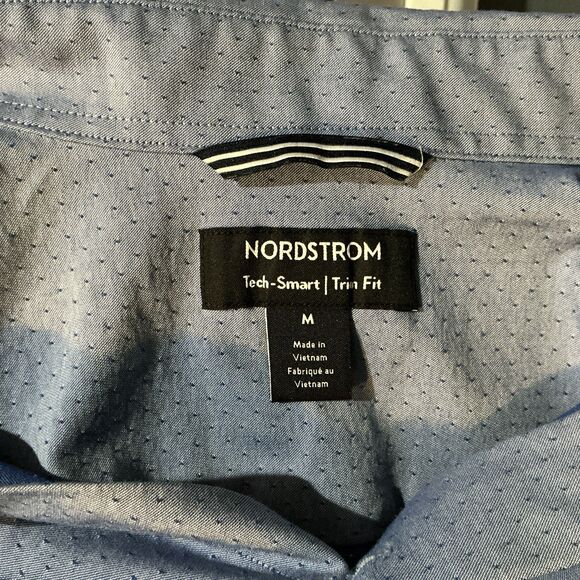 NORDSTROM
Tech-Smart | Trim Fit
M
Made in
Vietnam
Fabriqué au
Vietnam